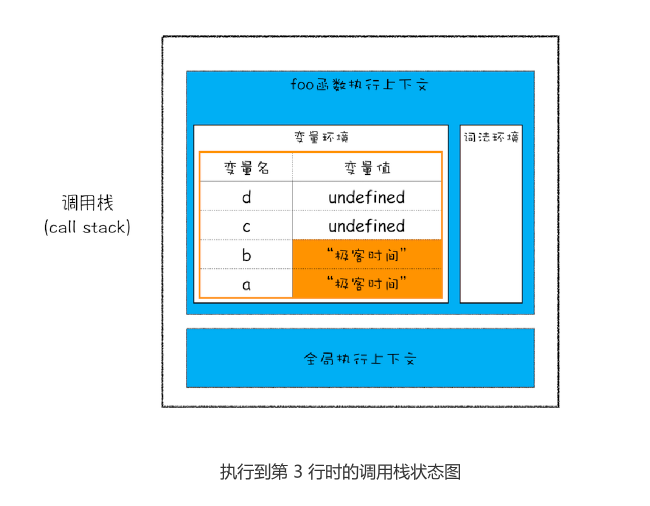 foo函数执行上下文
变量环境
词法环境
变量名 变量值
d undefined
c undefined
b “极客时间”
a “极客时间”
调用栈
(call stack)
全局执行上下文
执行到第 3 行时的调用栈状态图